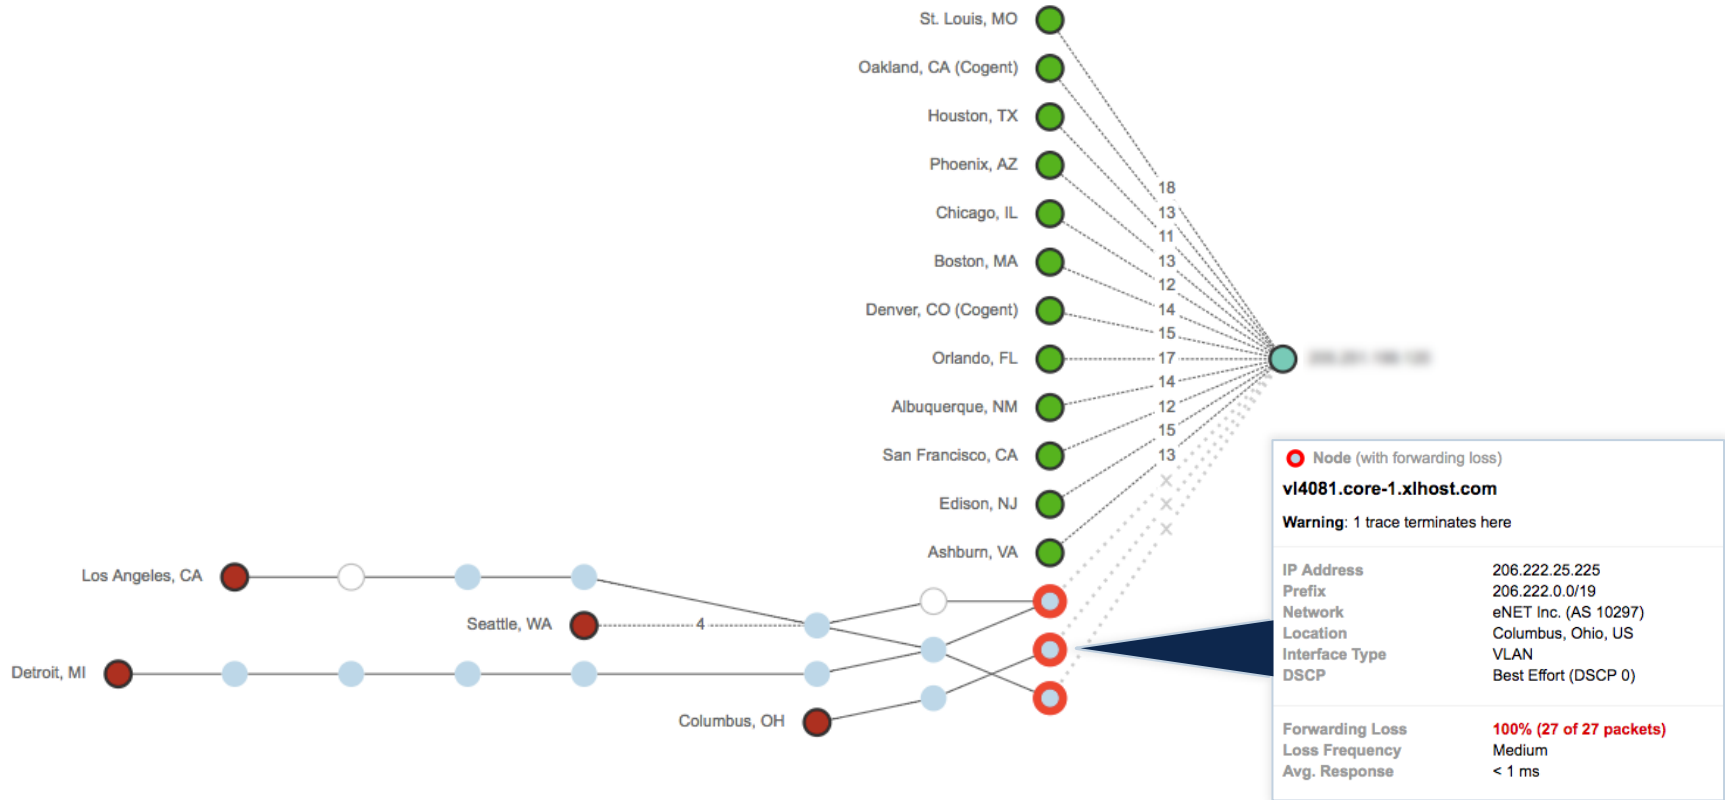 St. Louis, MO
Oakland, CA (Cogent)
Houston, TX
Phoenix, AZ
18
Chicago, IL
13
11
Boston, MA
13
12
Denver, CO (Cogent)
14
15
Orlando, FL
17
14
Albuquerque, NM
12
15
San Francisco, CA
13
Edison, NJ
Ashburn, VA
Los Angeles, CA
Seattle, WA
4
Detroit, MI
Columbus, OH
Node (with forwarding loss)
vl4081.core-1.xlhost.com
Warning: 1 trace terminates here
IP Address 206.222.25.225
Prefix 206.222.0.0/19
Network eNET Inc. (AS 10297)
Location Columbus, Ohio, US
Interface Type VLAN
DSCP Best Effort (DSCP 0)
Forwarding Loss 100% (27 of 27 packets)
Loss Frequency Medium
Avg. Response < 1 ms